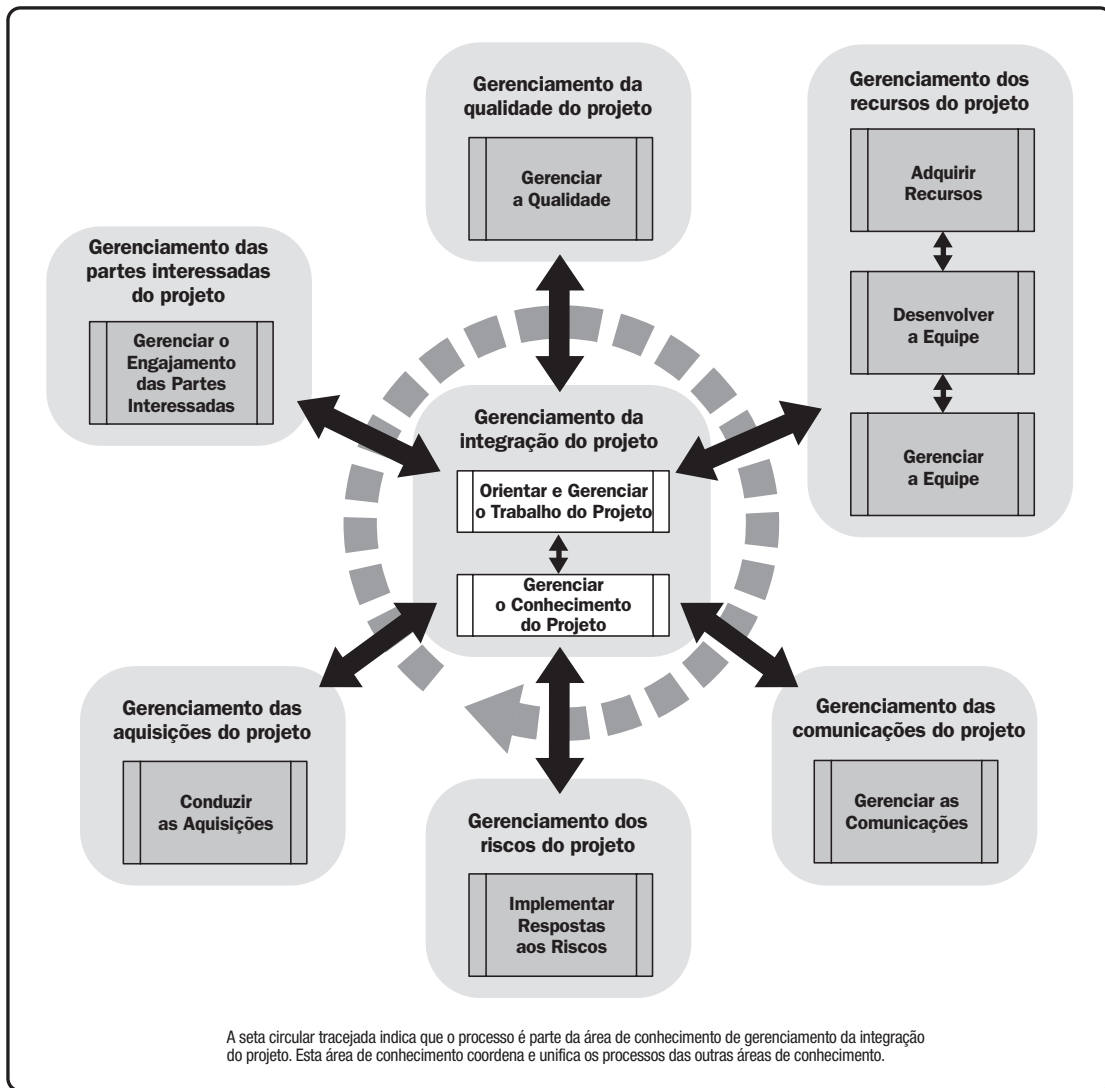 Gerenciamento da
qualidade do projeto
Gerenciar
a Qualidade
Gerenciamento dos
recursos do projeto
Adquirir
Recursos
Desenvolver
a Equipe
Gerenciar
a Equipe
Gerenciamento das
partes interessadas
do projeto
Gerenciar o
Engajamento
das Partes
Interessadas
Gerenciamento da
integração do projeto
Orientar e Gerenciar
o Trabalho do Projeto
Gerenciar
o Conhecimento
do Projeto
Gerenciamento das
aquisições do projeto
Conduzir
as Aquisições
Gerenciamento dos
riscos do projeto
Implementar
Respostas
aos Riscos
Gerenciamento das
comunicações do projeto
Gerenciar as
Comunicações
A seta circular tracejada indica que o processo é parte da área de conhecimento de gerenciamento da integração
do projeto. Esta área de conhecimento coordena e unifica os processos das outras áreas de conhecimento.